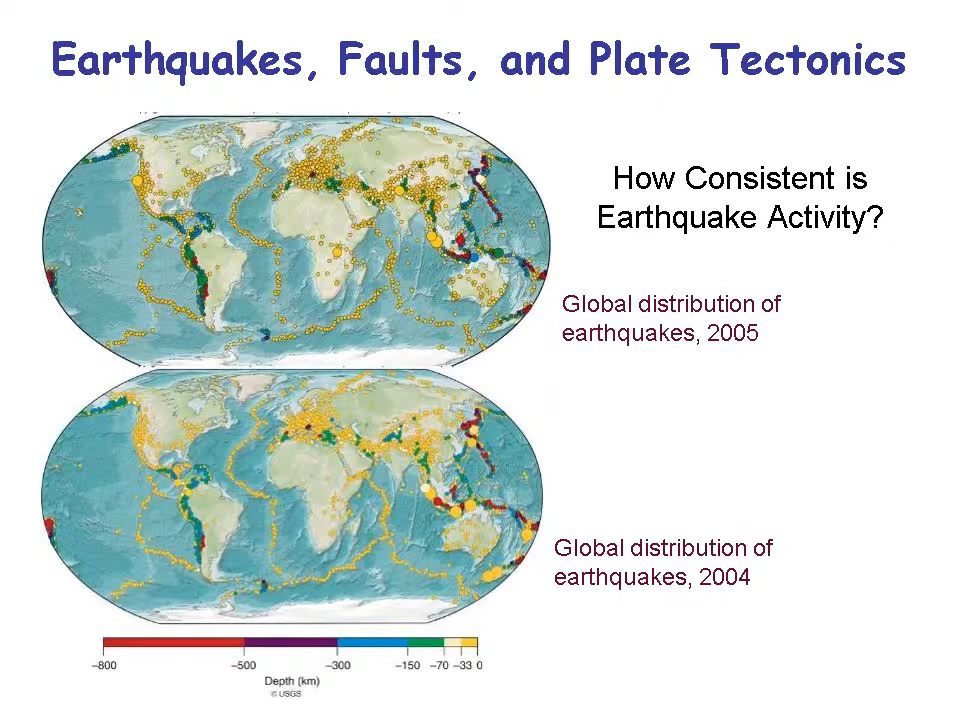 Earthquakes, Faults, and Plate Tectonics
How Consistent is
Earthquake Activity?
Global distribution of
earthquakes, 2005
Global distribution of
earthquakes, 2004
−800 −500 −300 −150 −70 −33 0
Depth (km)
© USGS